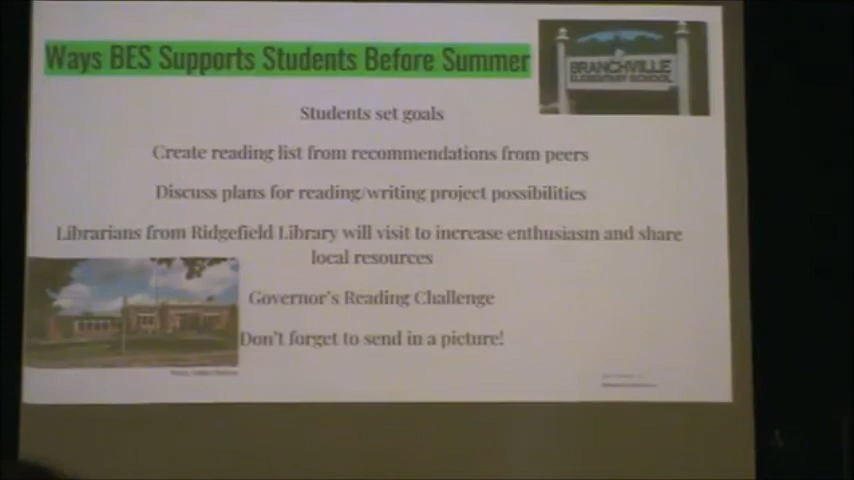 Ways BES Supports Students Before Summer
BRANCHVILLE
ELEMENTARY SCHOOL
Students set goals
Create reading list from recommendations from peers
Discuss plans for reading/writing project possibilities
Librarians from Ridgefield Library will visit to increase enthusiasm and share
local resources
Governor's Reading Challenge
Don't forget to send in a picture!